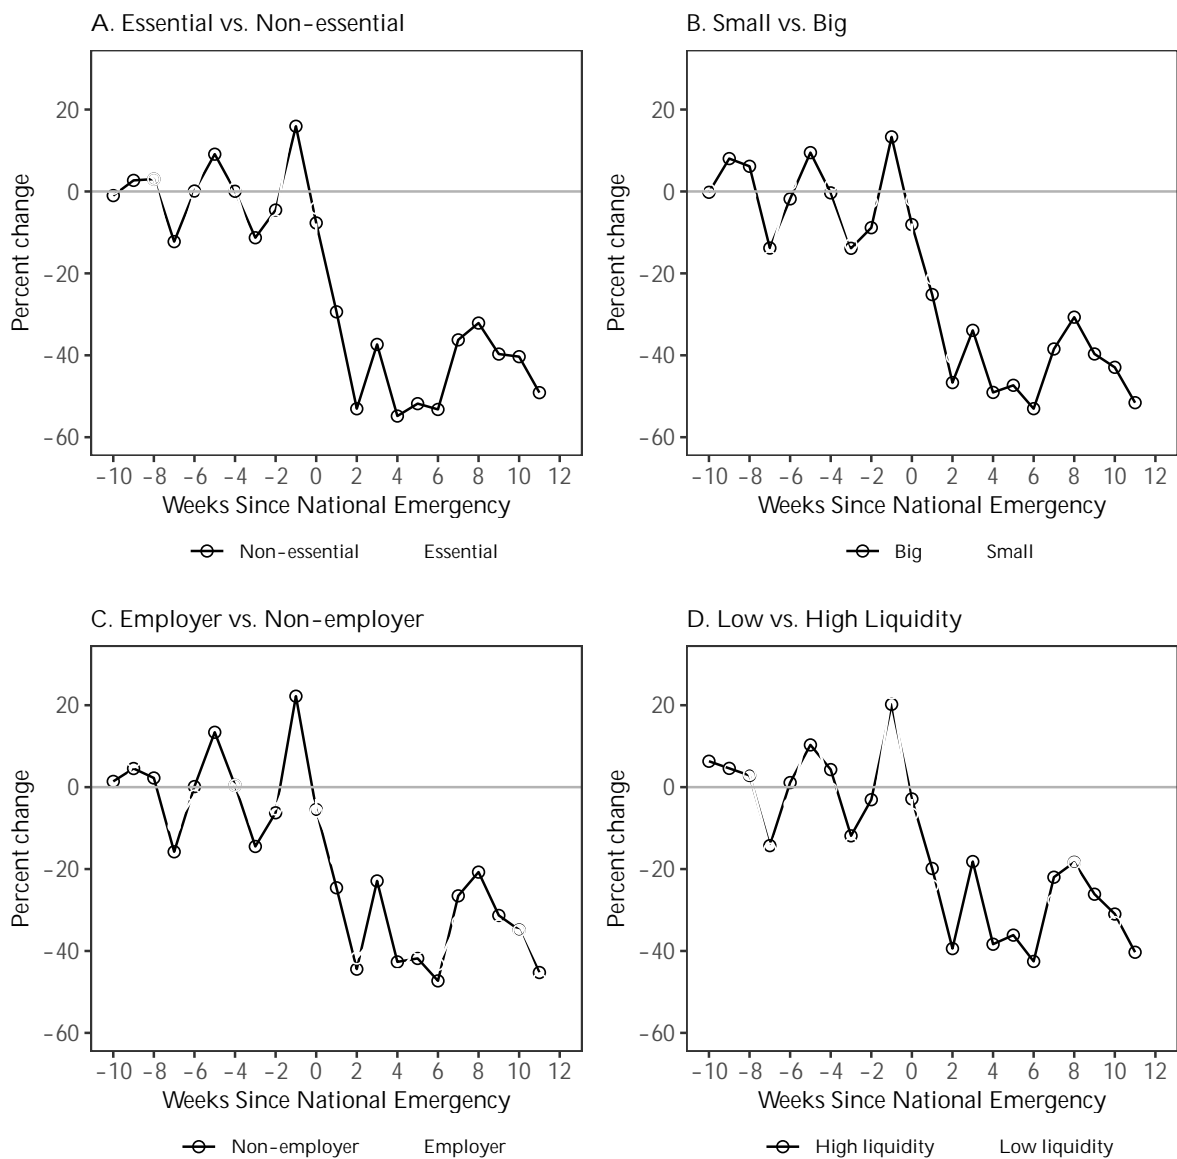 A. Essential vs. Non-essential
20
0
-20
-40
-60
Percent change
-10 -8 -6 -4 -2 0 2 4 6 8 10 12
Weeks Since National Emergency
Non-essential Essential
B. Small vs. Big
20
0
-20
-40
-60
Percent change
-10 -8 -6 -4 -2 0 2 4 6 8 10 12
Weeks Since National Emergency
Big Small
C. Employer vs. Non-employer
20
0
-20
-40
-60
Percent change
-10 -8 -6 -4 -2 0 2 4 6 8 10 12
Weeks Since National Emergency
Non-employer Employer
D. Low vs. High Liquidity
20
0
-20
-40
-60
Percent change
-10 -8 -6 -4 -2 0 2 4 6 8 10 12
Weeks Since National Emergency
High liquidity Low liquidity